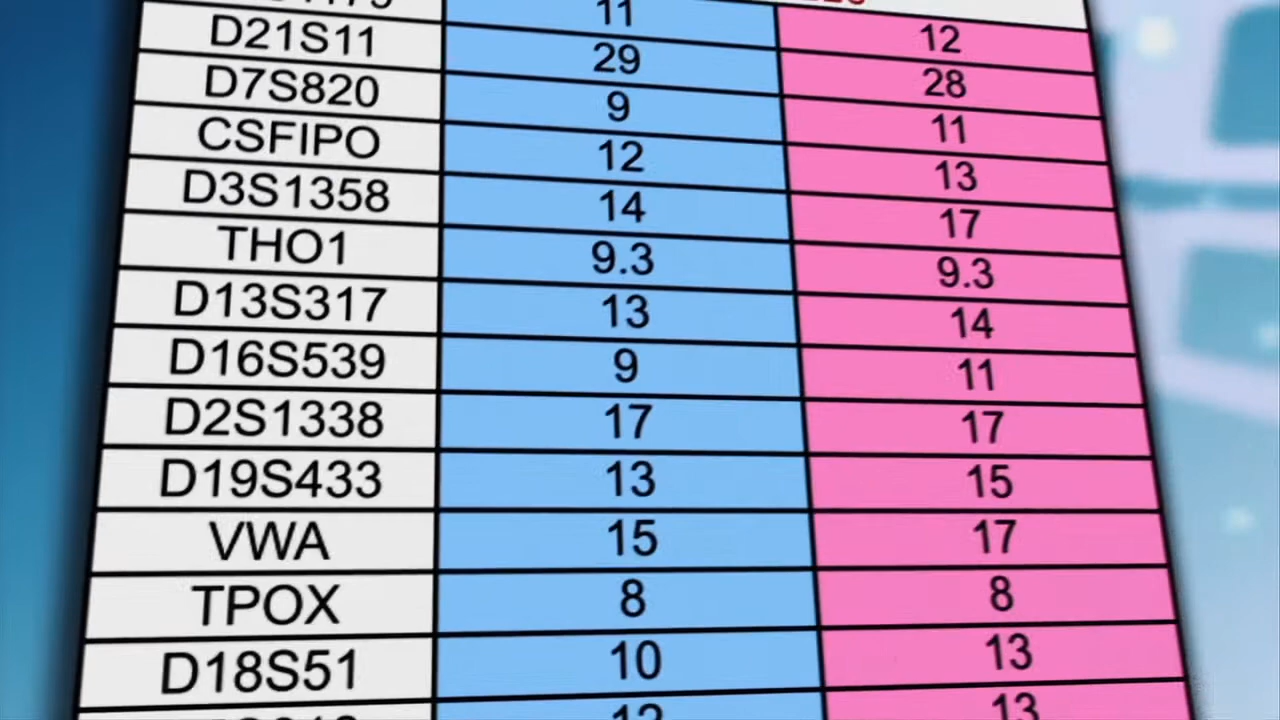 11 12
D21S11 29 28
D7S820 9 11
CSFIPO 12 13
D3S1358 14 17
THO1 9.3 9.3
D13S317 13 14
D16S539 9 11
D2S1338 17 17
D19S433 13 15
VWA 15 17
TPOX 8 8
D18S51 10 13
12 13